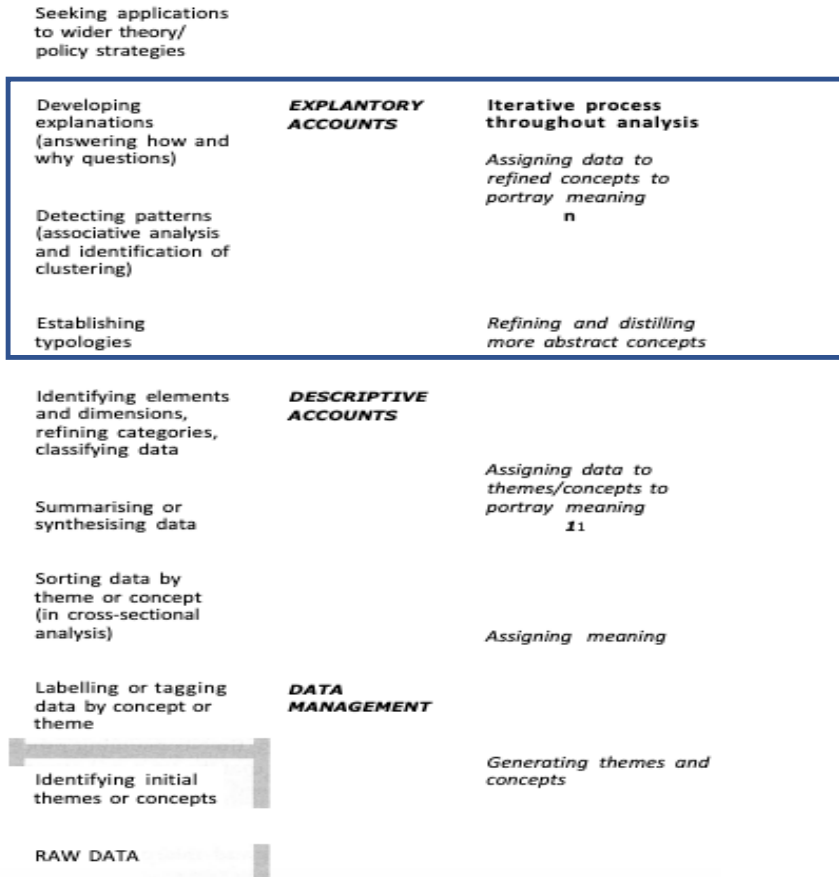 Seeking applications
to wider theory/
policy strategies
Developing
explanations
(answering how and
why questions)
EXPLANTORY
ACCOUNTS
Iterative process
throughout analysis
Assigning data to
refined concepts to
portray meaning
n
Detecting patterns
(associative analysis
and identification of
clustering)
Establishing
typologies
Refining and distilling
more abstract concepts
Identifying elements
and dimensions,
refining categories,
classifying data
DESCRIPTIVE
ACCOUNTS
Assigning data to
themes/concepts to
portray meaning
11
Summarising or
synthesising data
Sorting data by
theme or concept
(in cross-sectional
analysis)
Assigning meaning
Labelling or tagging
data by concept or
theme
DATA
MANAGEMENT
Generating themes and
concepts
Identifying initial
themes or concepts
RAW DATA